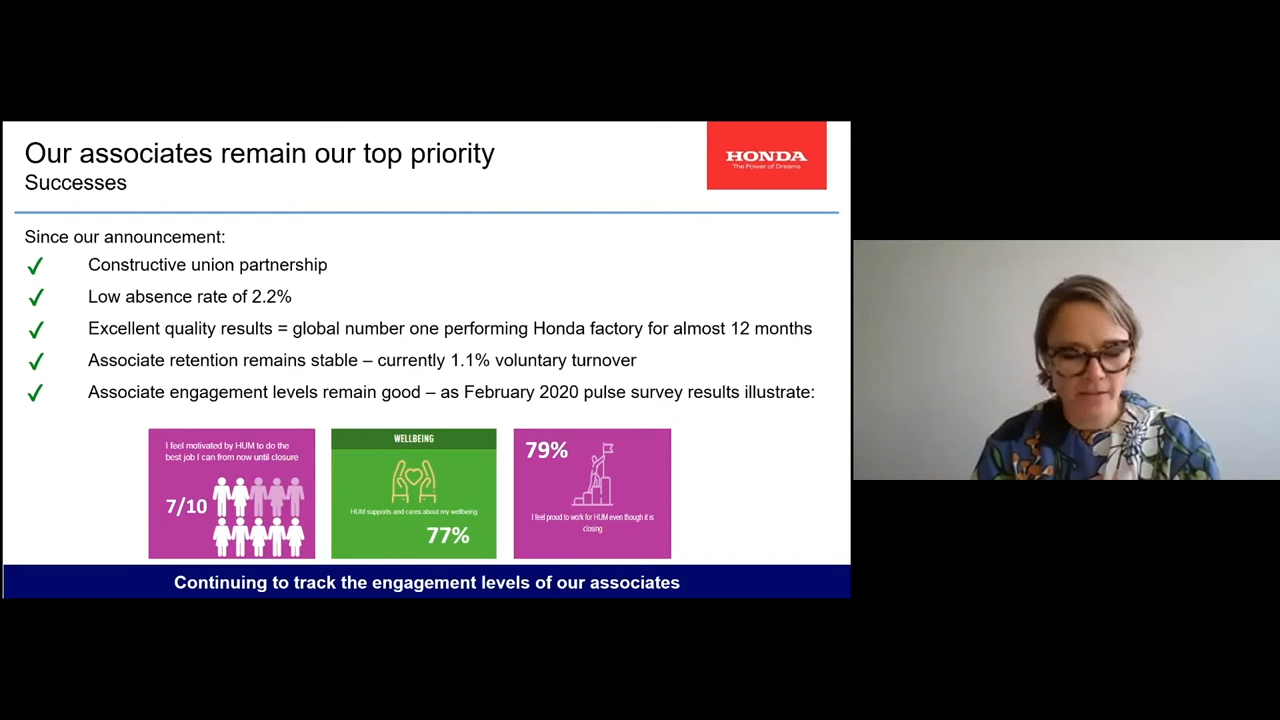 Our associates remain our top priority
Successes
HONDA
The Power of Dreams
Since our announcement:
✓ Constructive union partnership
✓ Low absence rate of 2.2%
✓ Excellent quality results = global number one performing Honda factory for almost 12 months
✓ Associate retention remains stable – currently 1.1% voluntary turnover
✓ Associate engagement levels remain good – as February 2020 pulse survey results illustrate:
I feel motivated by HUM to do the
best job I can from now until closure
7/10
WELLBEING
HUM supports and cares about my wellbeing
77%
79%
I feel proud to work for HUM even though it is
closing
Continuing to track the engagement levels of our associates